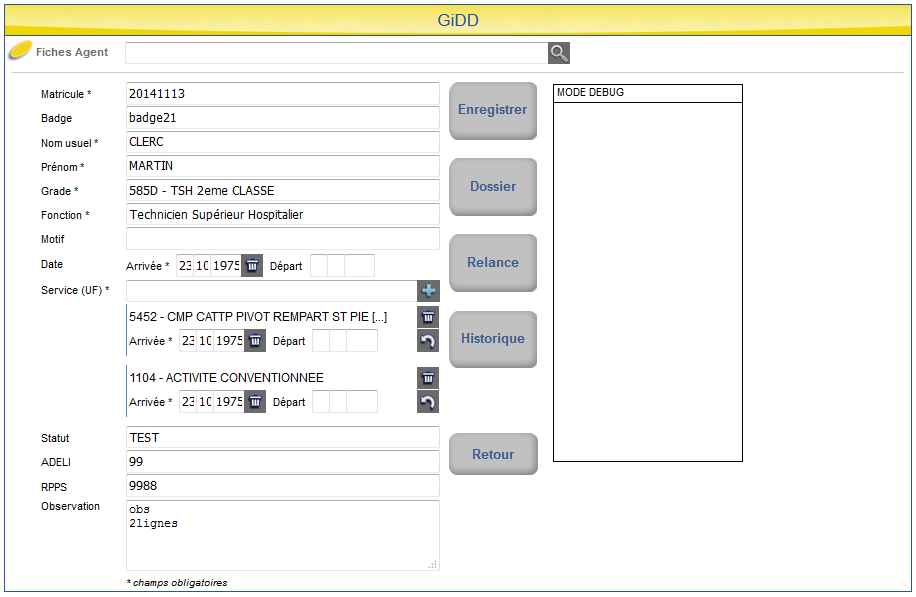 GiDD
Fiches Agent
Matricule * 20141113
Badge badge21
Nom usuel * CLERC
Prénom * MARTIN
Grade * 585D - TSH 2eme CLASSE
Fonction * Technicien Supérieur Hospitalier
Motif
Date Arrivée * 23 10 1975 Départ
Service (UF) *
5452 - CMP CATTP PIVOT REMPART ST PIE [...]
Arrivée * 23 10 1975 Départ
1104 - ACTIVITE CONVENTIONNEE
Arrivée * 23 10 1975 Départ
Statut TEST
ADELI 99
RPPS 9988
Observation obs
2lignes
* champs obligatoires
Enregistrer
Dossier
Relance
Historique
Retour
MODE DEBUG